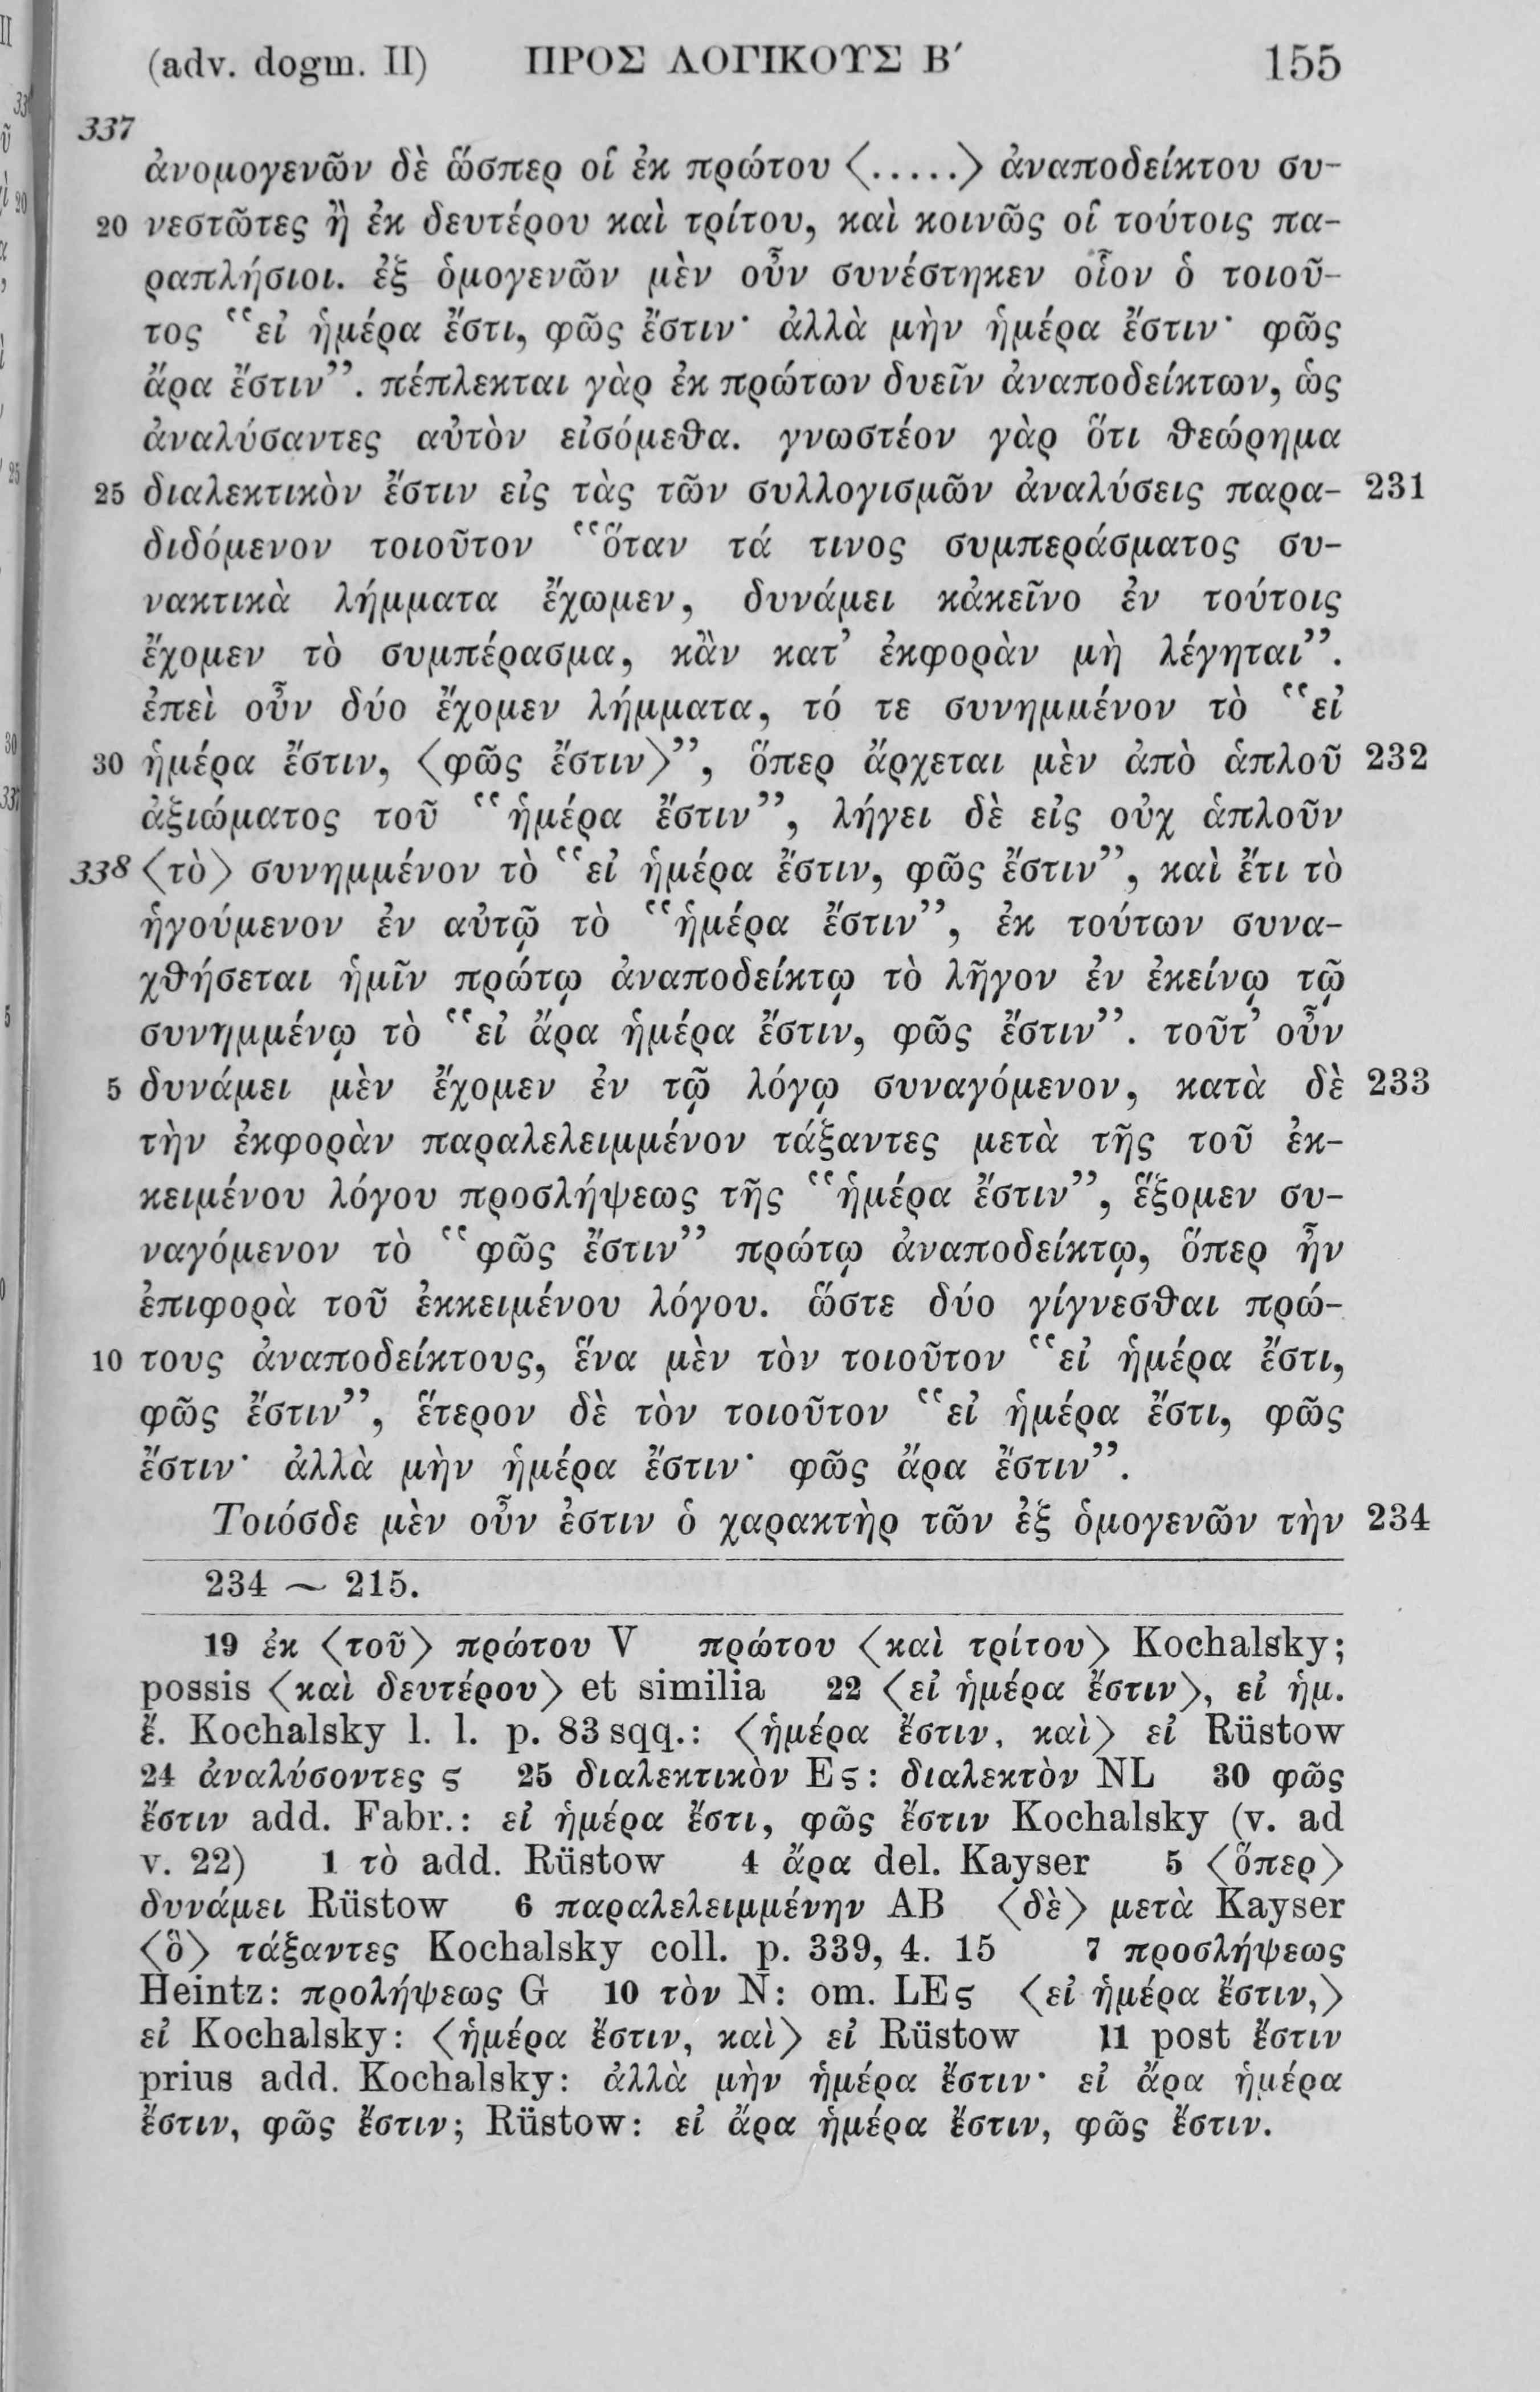 (adv. dogm. II) ΠΡΟΣ ΛΟΓΙΚΟΥΣ Β′ 155
337
ἀνομογενῶν δὲ ὥσπερ οἱ ἐκ πρώτου ⟨.....⟩ ἀναποδείκτου συ-
20 νεστῶτες ἢ ἐκ δευτέρου καὶ τρίτου, καὶ κοινῶς οἱ τούτοις πα-
ραπλήσιοι. ἐξ ὁμογενῶν μὲν οὖν συνέστηκεν οἷον ὁ τοιοῦ-
τος “εἰ ἡμέρα ἔστι, φῶς ἔστιν· ἀλλὰ μὴν ἡμέρα ἔστιν· φῶς
ἄρα ἔστιν”. πέπλεκται γὰρ ἐκ πρώτων δυεῖν ἀναποδείκτων, ὡς
ἀναλύσαντες αὐτὸν εἰσόμεθα. γνωστέον γὰρ ὅτι θεώρημα
25 διαλεκτικὸν ἔστιν εἰς τὰς τῶν συλλογισμῶν ἀναλύσεις παρα- 231
διδόμενον τοιοῦτον “ὅταν τά τινος συμπεράσματος συ-
νακτικὰ λήμματα ἔχωμεν, δυνάμει κἀκεῖνο ἐν τούτοις
ἔχομεν τὸ συμπέρασμα, κἂν κατ’ ἐκφορὰν μὴ λέγηται”.
ἐπεὶ οὖν δύο ἔχομεν λήμματα, τό τε συνημμένον τὸ “εἰ
30 ἡμέρα ἔστιν, ⟨φῶς ἔστιν⟩”, ὅπερ ἄρχεται μὲν ἀπὸ ἁπλοῦ 232
ἀξιώματος τοῦ “ἡμέρα ἔστιν”, λήγει δὲ εἰς οὐχ ἁπλοῦν
338 ⟨τὸ⟩ συνημμένον τὸ “εἰ ἡμέρα ἔστιν, φῶς ἔστιν”, καὶ ἔτι τὸ
ἡγούμενον ἐν αὐτῷ τὸ “ἡμέρα ἔστιν”, ἐκ τούτων συνα-
χθήσεται ἡμῖν πρώτῳ ἀναποδείκτῳ τὸ λῆγον ἐν ἐκείνῳ τῷ
συνημμένῳ τὸ “εἰ ἄρα ἡμέρα ἔστιν, φῶς ἔστιν”. τοῦτ’ οὖν
5 δυνάμει μὲν ἔχομεν ἐν τῷ λόγῳ συναγόμενον, κατὰ δὲ 233
τὴν ἐκφορὰν παραλελειμμένον τάξαντες μετὰ τῆς τοῦ ἐκ-
κειμένου λόγου προσλήψεως τῆς “ἡμέρα ἔστιν”, ἕξομεν συ-
ναγόμενον τὸ “φῶς ἔστιν” πρώτῳ ἀναποδείκτῳ, ὅπερ ἦν
ἐπιφορὰ τοῦ ἐκκειμένου λόγου. ὥστε δύο γίγνεσθαι πρώ-
10 τους ἀναποδείκτους, ἕνα μὲν τὸν τοιοῦτον “εἰ ἡμέρα ἔστι,
φῶς ἔστιν”, ἕτερον δὲ τὸν τοιοῦτον “εἰ ἡμέρα ἔστι, φῶς
ἔστιν· ἀλλὰ μὴν ἡμέρα ἔστιν· φῶς ἄρα ἔστιν”.
Τοιόσδε μὲν οὖν ἐστιν ὁ χαρακτὴρ τῶν ἐξ ὁμογενῶν τὴν 234
234 ~ 215.
19 ἐκ ⟨τοῦ⟩ πρώτου V πρώτου ⟨καὶ τρίτου⟩ Kochalsky;
possis ⟨καὶ δευτέρου⟩ et similia 22 ⟨εἰ ἡμέρα ἔστιν⟩, εἰ ἡμ.
ἔ. Kochalsky l. l. p. 83 sqq.: ⟨ἡμέρα ἔστιν, καὶ⟩ εἰ Rüstow
24 ἀναλύσοντες ς 25 διαλεκτικὸν Eς: διαλεκτὸν NL 30 φῶς
ἔστιν add. Fabr.: εἰ ἡμέρα ἔστι, φῶς ἔστιν Kochalsky (v. ad
v. 22) 1 τὸ add. Rüstow 4 ἄρα del. Kayser 5 ⟨ὅπερ⟩
δυνάμει Rüstow 6 παραλελειμμένην AB ⟨δὲ⟩ μετὰ Kayser
⟨ὃ⟩ τάξαντες Kochalsky coll. p. 339, 4. 15 7 προσλήψεως
Heintz: προλήψεως G 10 τὸν N: om. LEς ⟨εἰ ἡμέρα ἔστιν,⟩
εἰ Kochalsky: ⟨ἡμέρα ἔστιν, καὶ⟩ εἰ Rüstow 11 post ἔστιν
prius add. Kochalsky: ἀλλὰ μὴν ἡμέρα ἔστιν· εἰ ἄρα ἡμέρα
ἔστιν, φῶς ἔστιν; Rüstow: εἰ ἄρα ἡμέρα ἔστιν, φῶς ἔστιν.